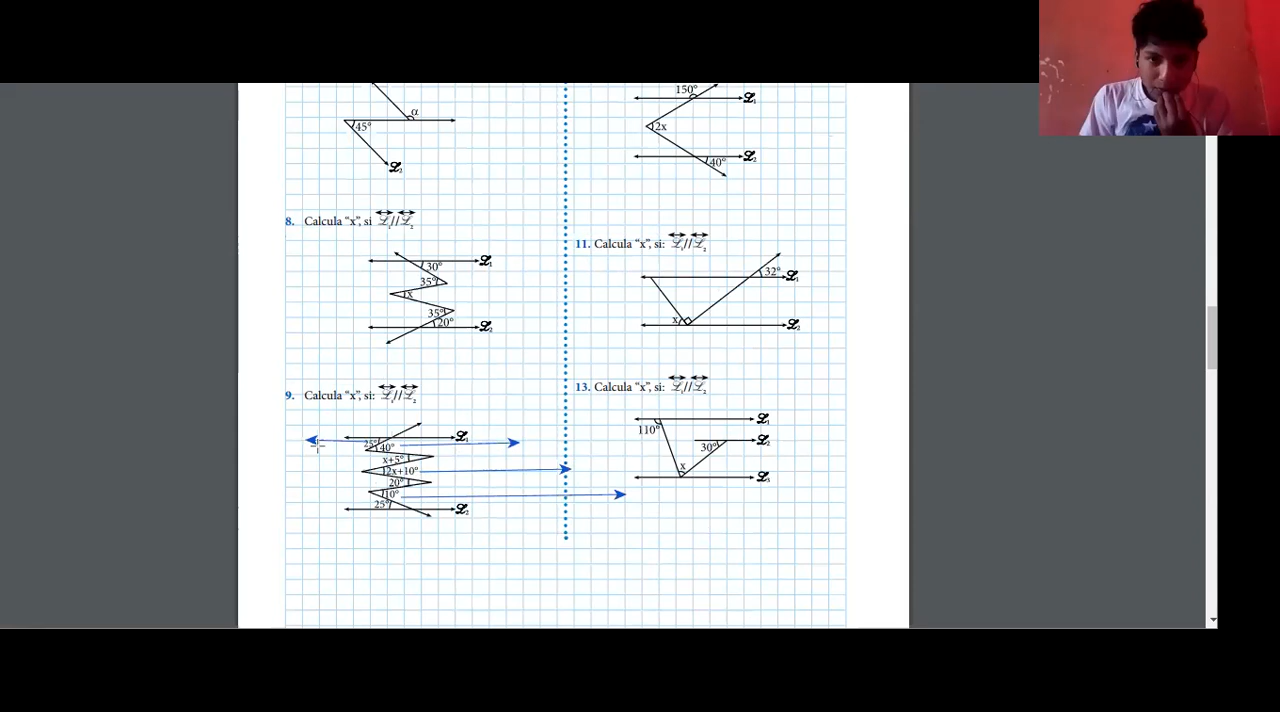 α
45°
ℒ₂
8. Calcula "x", si ℒ₁//ℒ₂
30°
ℒ₁
35°
x
35°
20°
ℒ₂
9. Calcula "x", si: ℒ₁//ℒ₂
25°
ℒ₁
40°
x+5°
12x+10°
20°
10°
25°
ℒ₂
150°
ℒ₁
2x
ℒ₂
40°
11. Calcula "x", si: ℒ₁//ℒ₂
32°
ℒ₁
x
ℒ₂
13. Calcula "x", si: ℒ₁//ℒ₂
ℒ₁
110°
ℒ₂
30°
x
ℒ₃